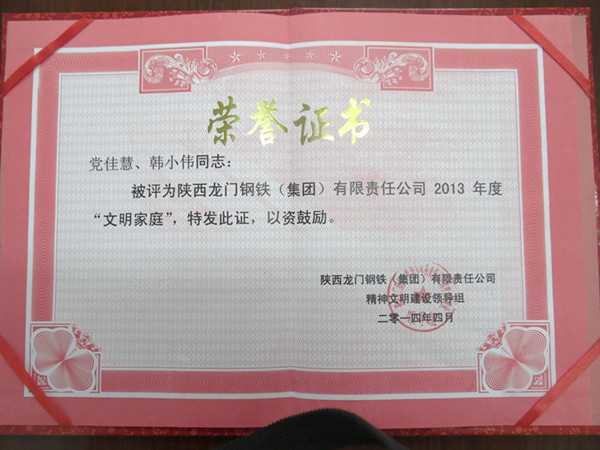 荣誉证书
党佳慧、韩小伟同志：
被评为陕西龙门钢铁（集团）有限责任公司 2013 年度
“文明家庭”，特发此证，以资鼓励。
陕西龙门钢铁（集团）有限责任公司
精神文明建设领导组
二零一四年四月